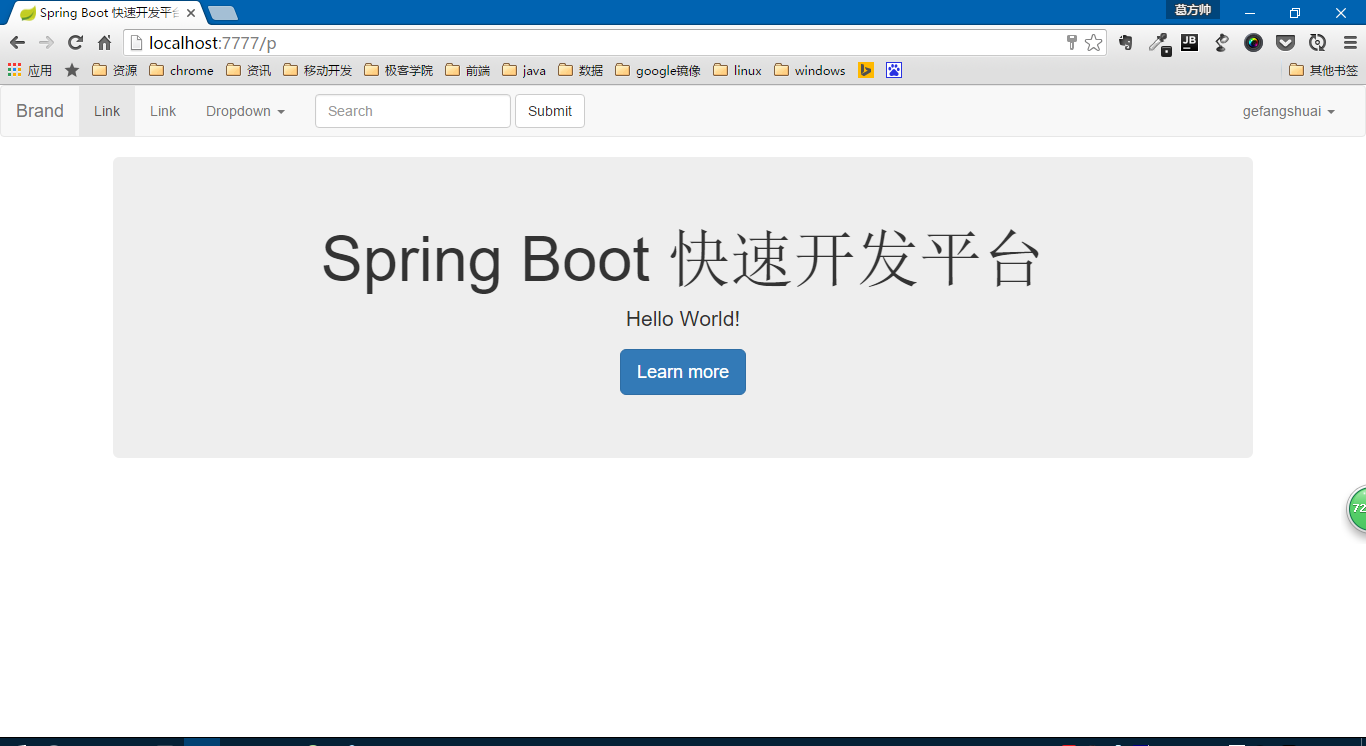 Spring Boot 快速开发平台
葛方帅
localhost:7777/p
JB
应用 资源 chrome 资讯 移动开发 极客学院 前端 java 数据 google镜像 linux windows 其他书签
Brand Link Link Dropdown Search Submit gefangshuai
Spring Boot 快速开发平台
Hello World!
Learn more
72